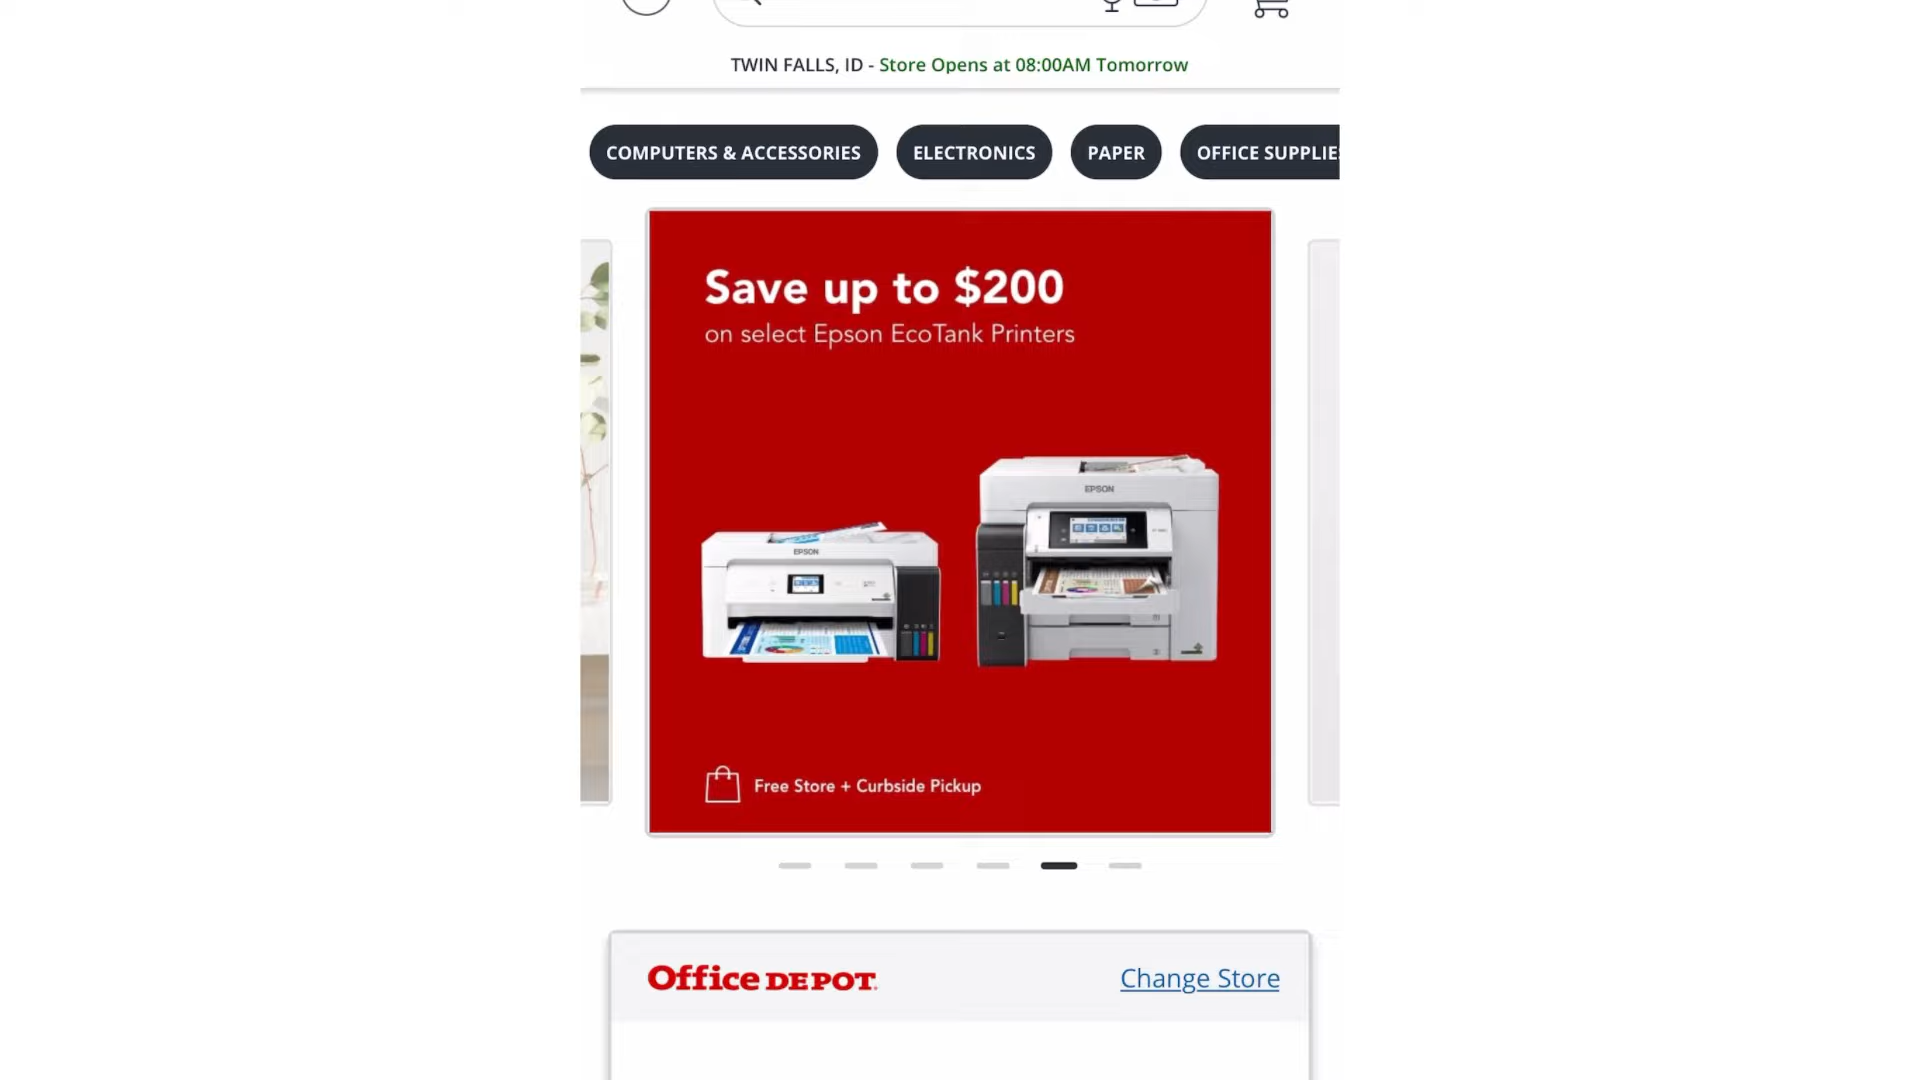 TWIN FALLS, ID - Store Opens at 08:00AM Tomorrow
COMPUTERS & ACCESSORIES
ELECTRONICS
PAPER
OFFICE SUPPLIE
Save up to $200
on select Epson EcoTank Printers
EPSON
EPSON
Free Store + Curbside Pickup
Office DEPOT.
Change Store